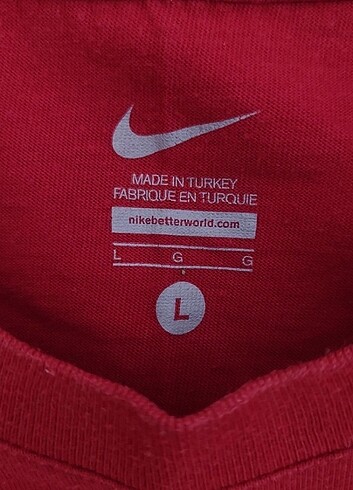 MADE IN TURKEY
FABRIQUE EN TURQUIE
nikebetterworld.com
L G G
L